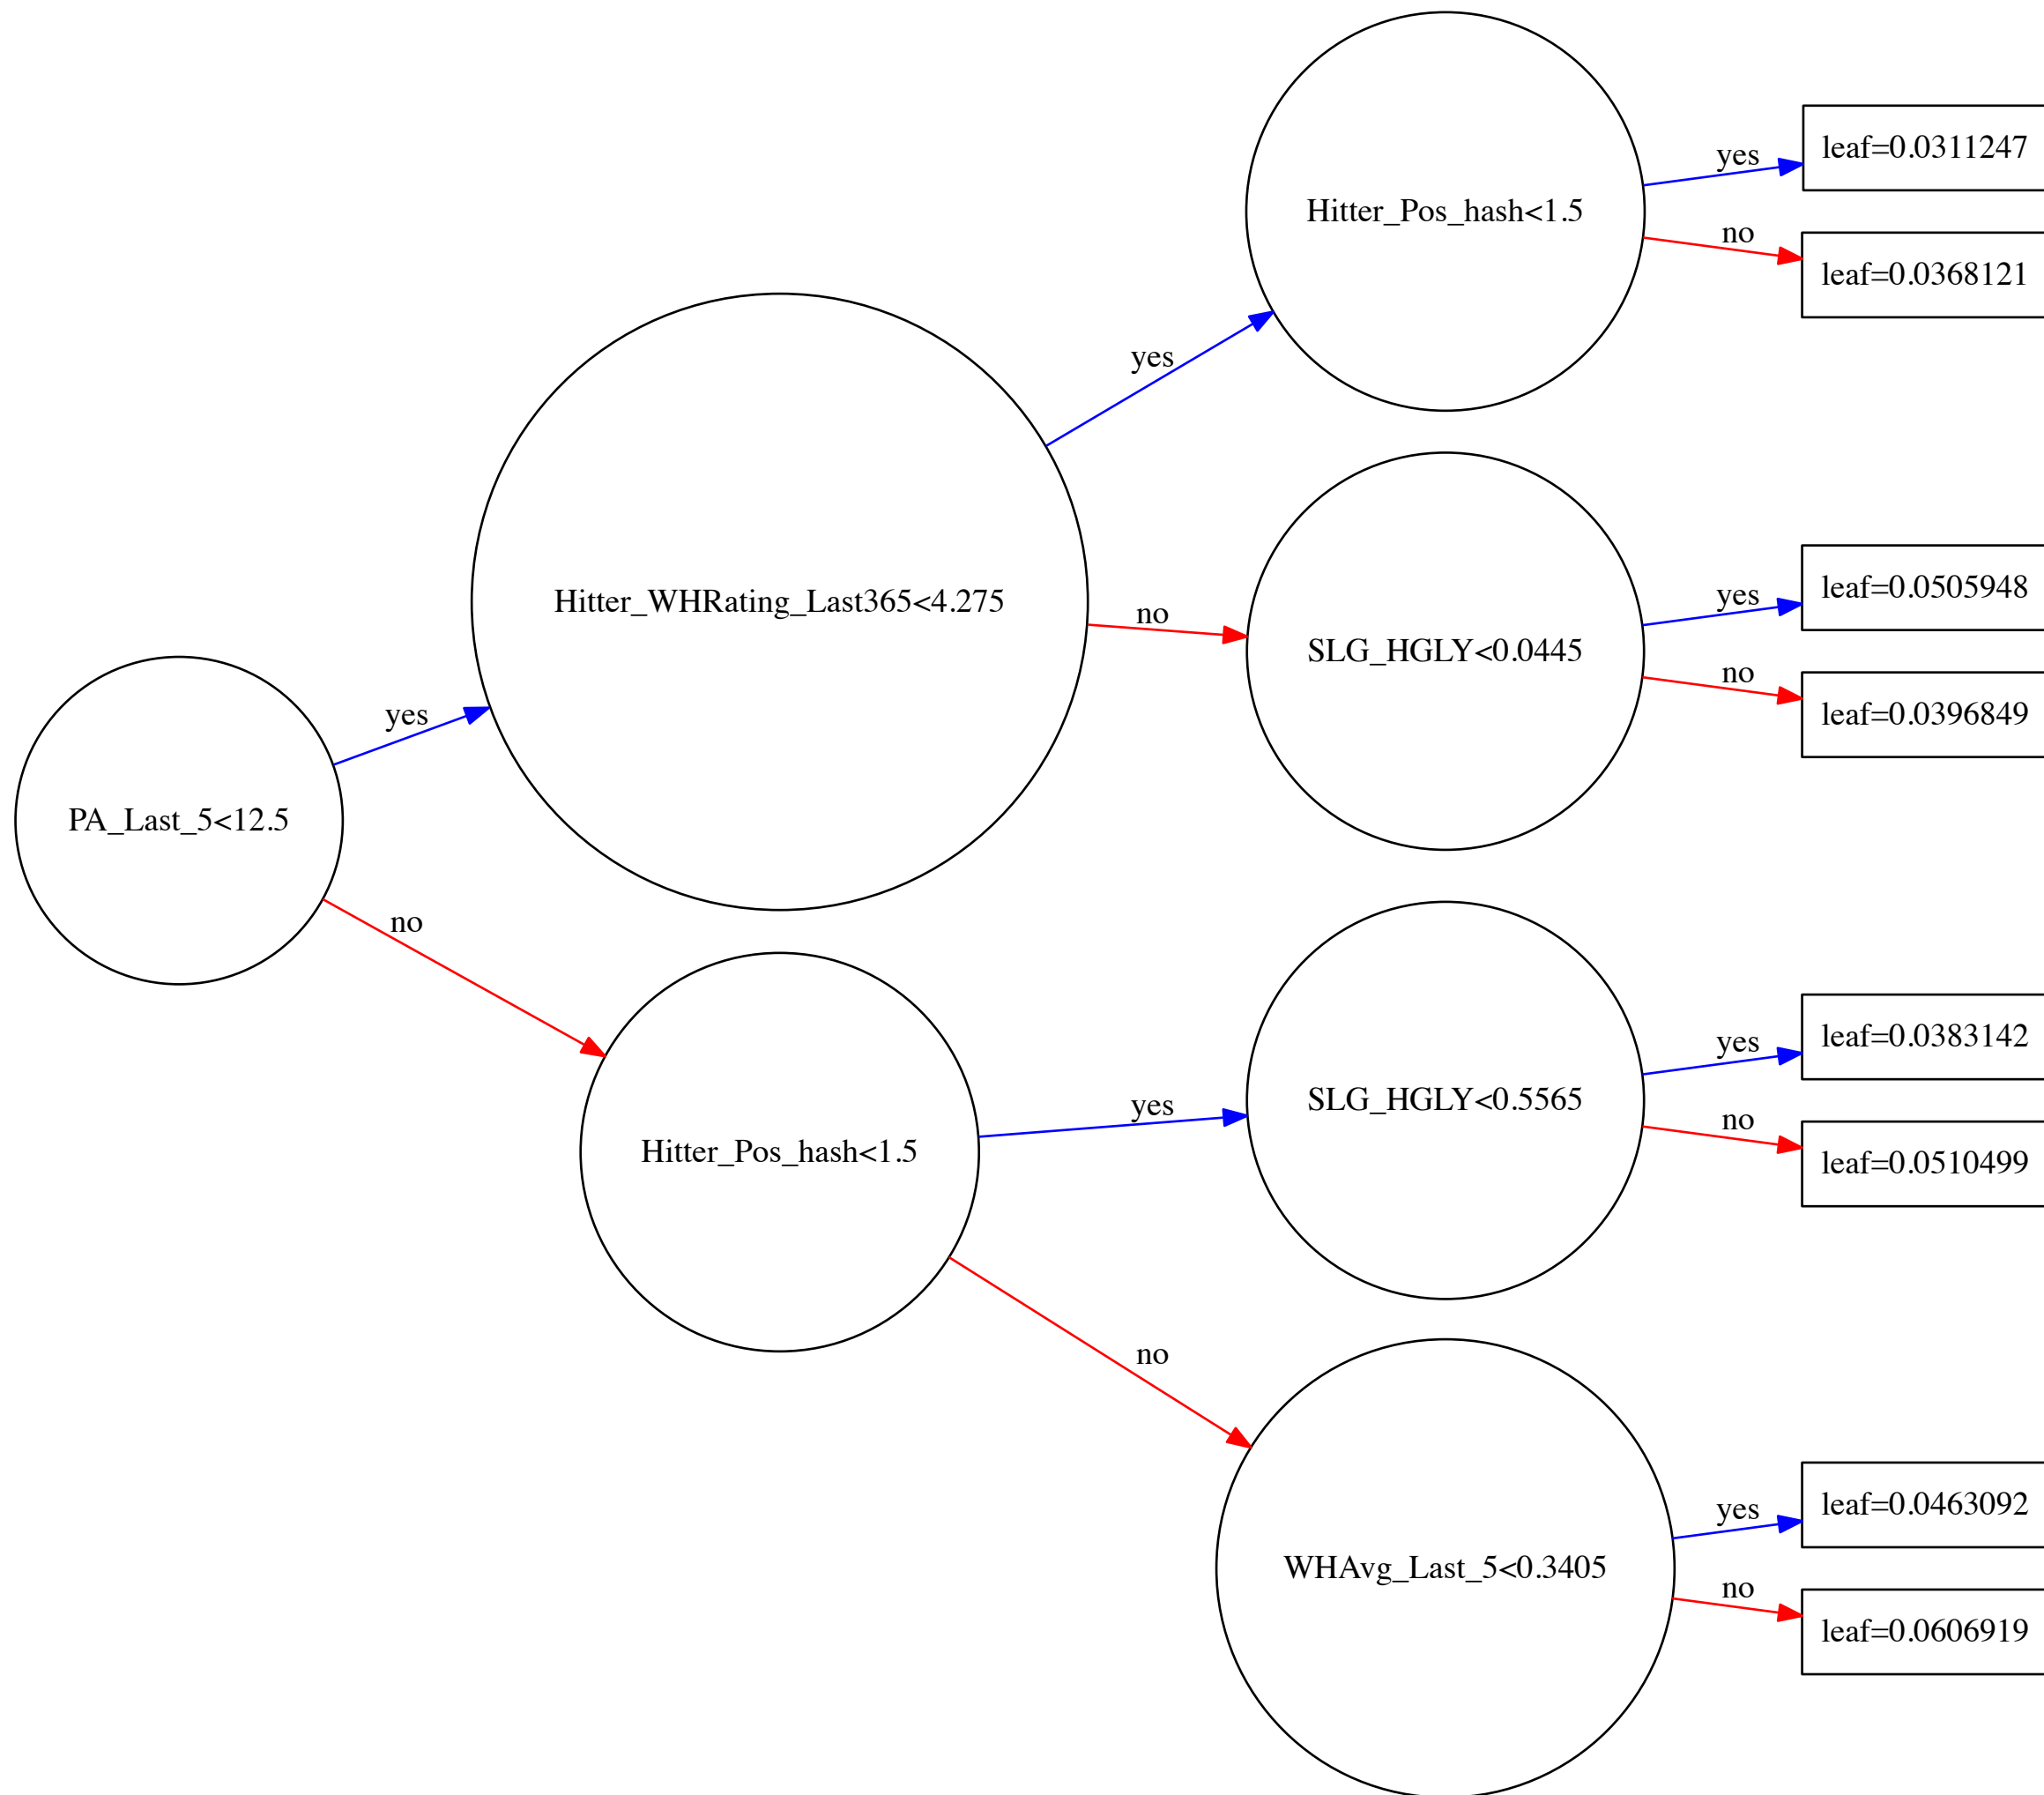 PA_Last_5<12.5
yes
no
Hitter_WHRating_Last365<4.275
yes
no
Hitter_Pos_hash<1.5
yes
no
Hitter_Pos_hash<1.5
yes
no
leaf=0.0311247
leaf=0.0368121
SLG_HGLY<0.0445
yes
no
leaf=0.0505948
leaf=0.0396849
SLG_HGLY<0.5565
yes
no
leaf=0.0383142
leaf=0.0510499
WHAvg_Last_5<0.3405
yes
no
leaf=0.0463092
leaf=0.0606919